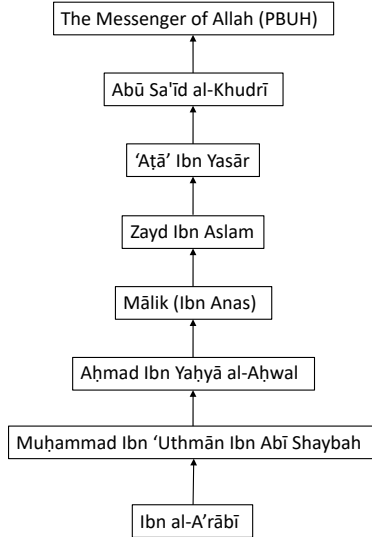 The Messenger of Allah (PBUH)
Abū Sa'īd al-Khudrī
‘Aṭā’ Ibn Yasār
Zayd Ibn Aslam
Mālik (Ibn Anas)
Aḥmad Ibn Yaḥyā al-Aḥwal
Muḥammad Ibn ‘Uthmān Ibn Abī Shaybah
Ibn al-A’rābī